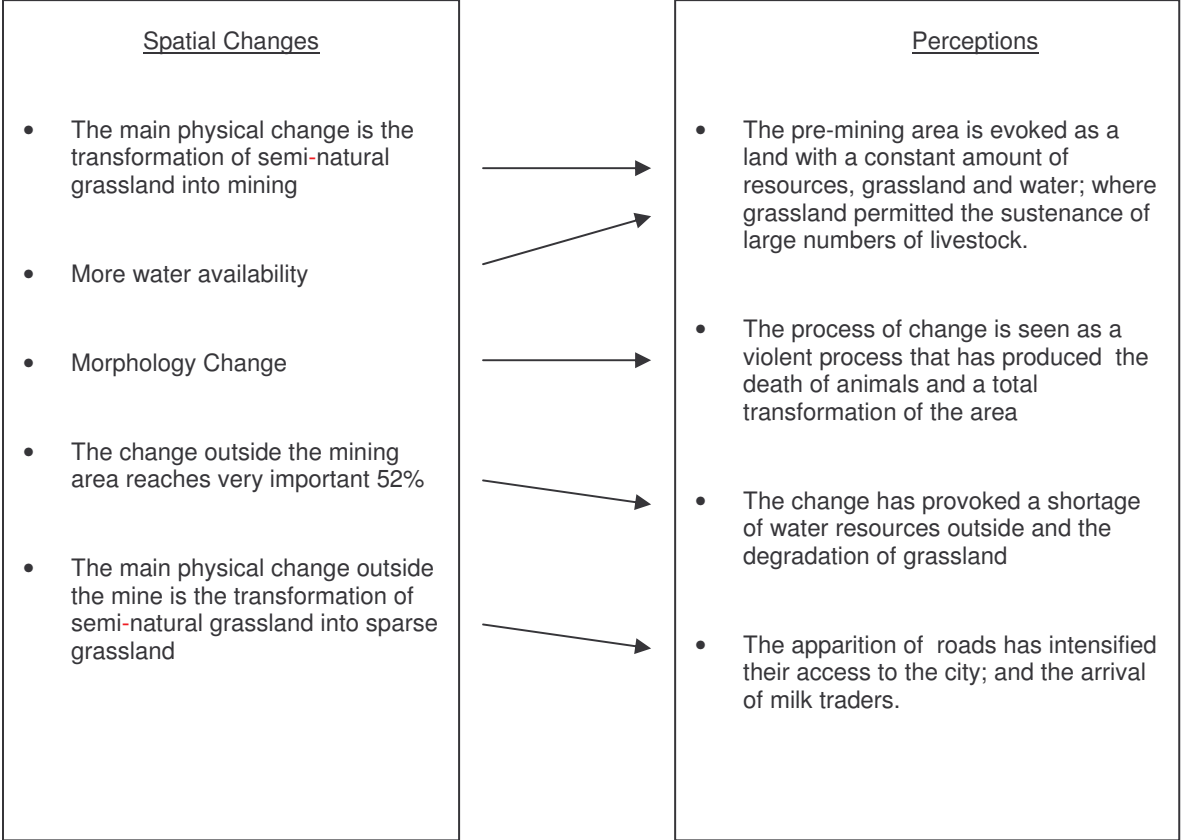 Spatial Changes
• The main physical change is the
transformation of semi-natural
grassland into mining
• More water availability
• Morphology Change
• The change outside the mining
area reaches very important 52%
• The main physical change outside
the mine is the transformation of
semi-natural grassland into sparse
grassland
Perceptions
• The pre-mining area is evoked as a
land with a constant amount of
resources, grassland and water; where
grassland permitted the sustenance of
large numbers of livestock.
• The process of change is seen as a
violent process that has produced the
death of animals and a total
transformation of the area
• The change has provoked a shortage
of water resources outside and the
degradation of grassland
• The apparition of roads has intensified
their access to the city; and the arrival
of milk traders.